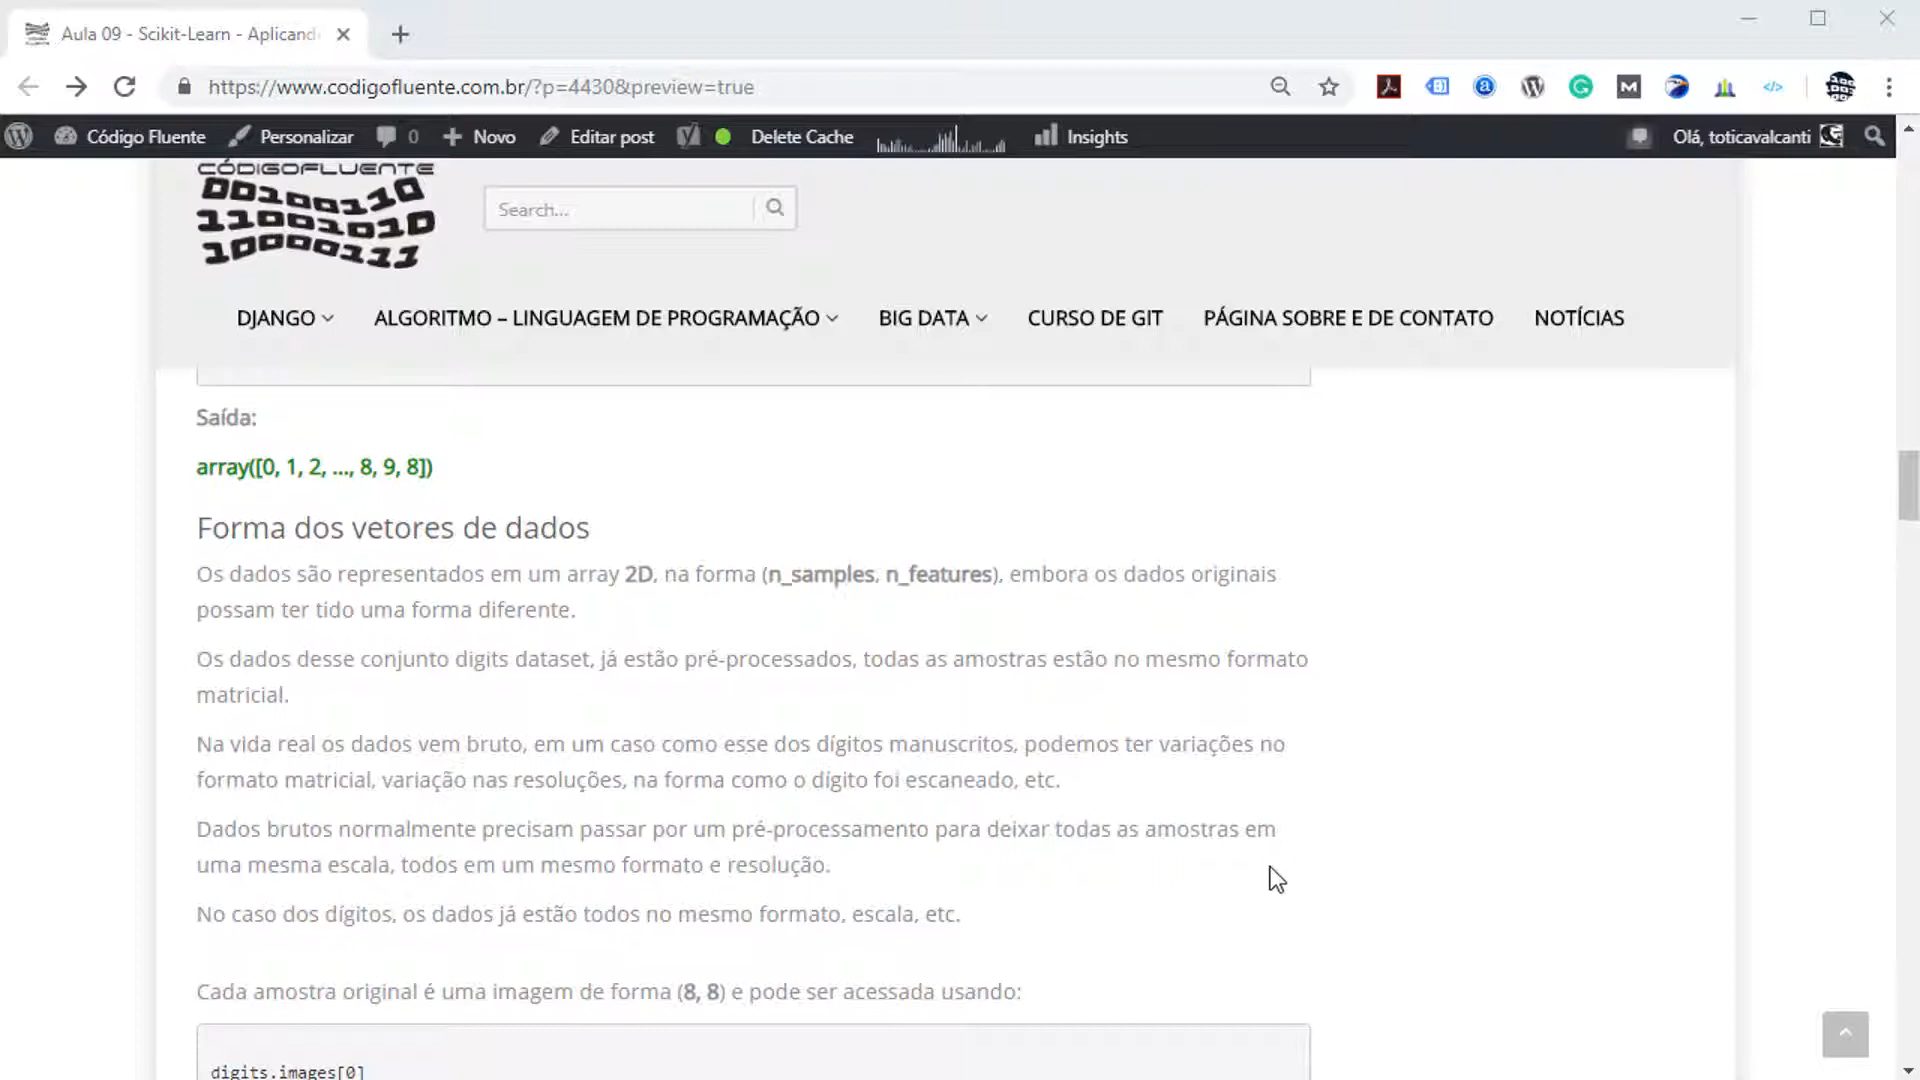 Aula 09 - Scikit-Learn - Aplicand
https://www.codigofluente.com.br/?p=4430&preview=true
Código Fluente Personalizar 0 Novo Editar post Delete Cache Insights Olá, toticavalcanti
CÓDIGOFLUENTE
00100110
11001010
10000111
Search...
DJANGO ALGORITMO – LINGUAGEM DE PROGRAMAÇÃO BIG DATA CURSO DE GIT PÁGINA SOBRE E DE CONTATO NOTÍCIAS
Saída:
array([0, 1, 2, ..., 8, 9, 8])
Forma dos vetores de dados
Os dados são representados em um array 2D, na forma (n_samples, n_features), embora os dados originais
possam ter tido uma forma diferente.
Os dados desse conjunto digits dataset, já estão pré-processados, todas as amostras estão no mesmo formato
matricial.
Na vida real os dados vem bruto, em um caso como esse dos dígitos manuscritos, podemos ter variações no
formato matricial, variação nas resoluções, na forma como o dígito foi escaneado, etc.
Dados brutos normalmente precisam passar por um pré-processamento para deixar todas as amostras em
uma mesma escala, todos em um mesmo formato e resolução.
No caso dos dígitos, os dados já estão todos no mesmo formato, escala, etc.
Cada amostra original é uma imagem de forma (8, 8) e pode ser acessada usando:
digits.images[0]